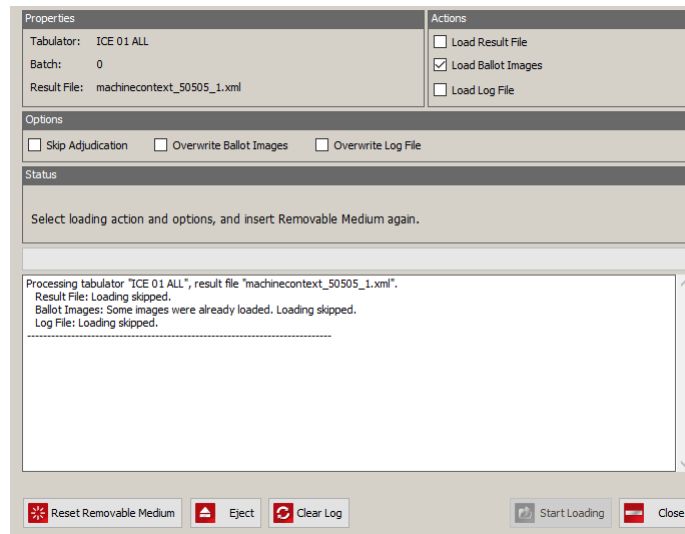 Properties
Actions
Tabulator: ICE 01 ALL
Load Result File
Batch: 0
Load Ballot Images
Result File: machinecontext_50505_1.xml
Load Log File
Options
Skip Adjudication Overwrite Ballot Images Overwrite Log File
Status
Select loading action and options, and insert Removable Medium again.
Processing tabulator "ICE 01 ALL", result file "machinecontext_50505_1.xml".
Result File: Loading skipped.
Ballot Images: Some images were already loaded. Loading skipped.
Log File: Loading skipped.
--------------------------------------------------------------------------------
Reset Removable Medium Eject Clear Log Start Loading Close